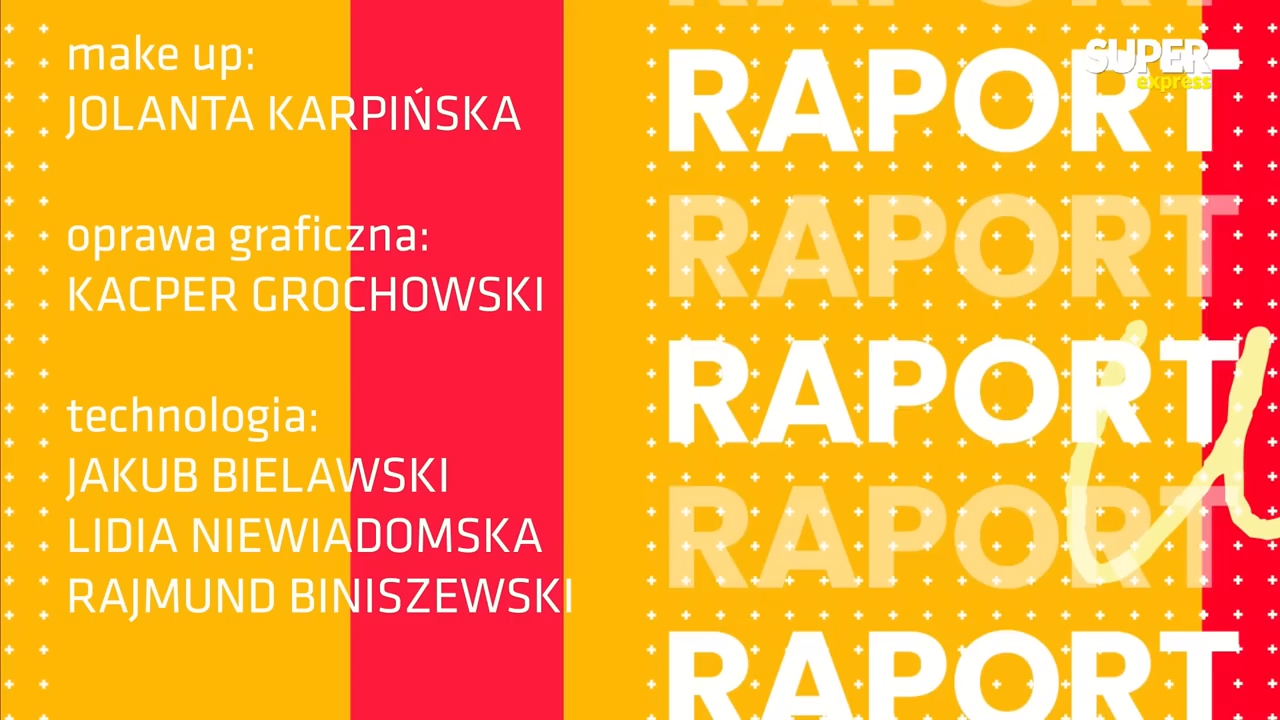 make up:
JOLANTA KARPIŃSKA
oprawa graficzna:
KACPER GROCHOWSKI
technologia:
JAKUB BIELAWSKI
LIDIA NIEWIADOMSKA
RAJMUND BINISZEWSKI
RAPORT
SUPER
express
RAPORT
RAPORT
RAPORT
RAPORT
RAPORT